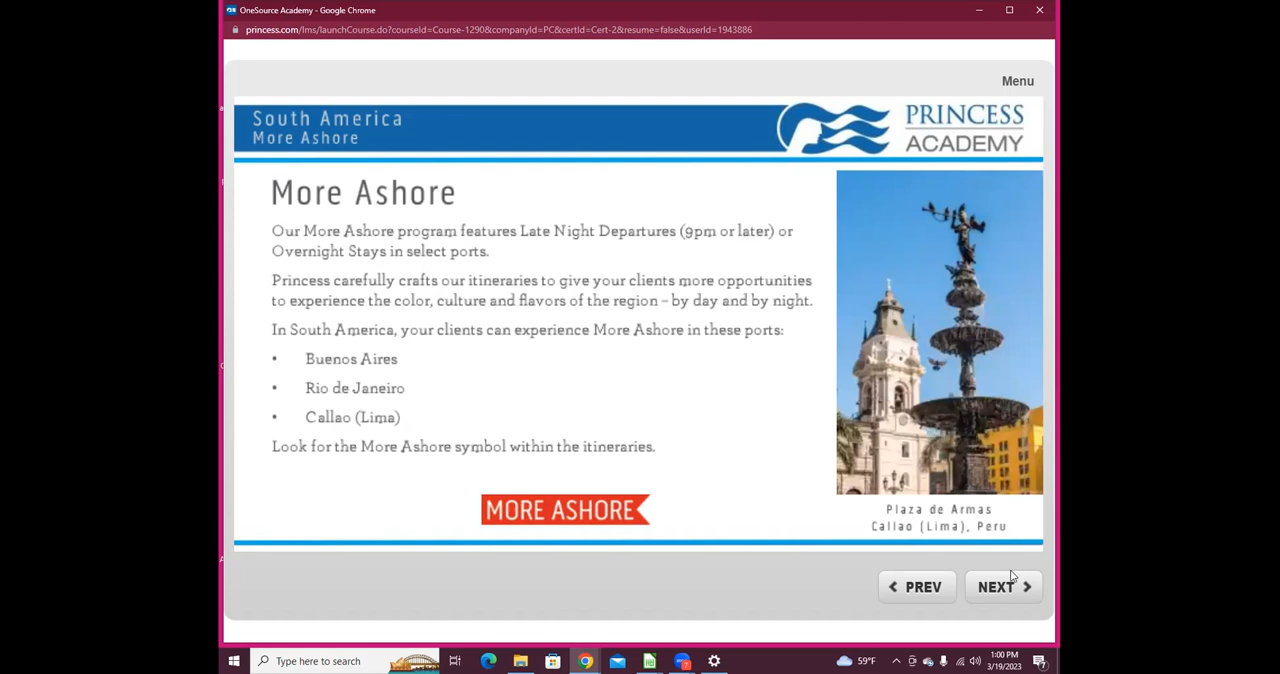 OneSource Academy - Google Chrome
princess.com/lms/launchCourse.do?courseId=Course-1290&companyId=PC&certId=Cert-2&resume=false&userId=1943886
Menu
South America
More Ashore
PRINCESS
ACADEMY
More Ashore
Our More Ashore program features Late Night Departures (9pm or later) or
Overnight Stays in select ports.
Princess carefully crafts our itineraries to give your clients more opportunities
to experience the color, culture and flavors of the region – by day and by night.
In South America, your clients can experience More Ashore in these ports:
• Buenos Aires
• Rio de Janeiro
• Callao (Lima)
Look for the More Ashore symbol within the itineraries.
MORE ASHORE
Plaza de Armas
Callao (Lima), Peru
PREV
NEXT
Type here to search
59°F
1:00 PM
3/19/2023